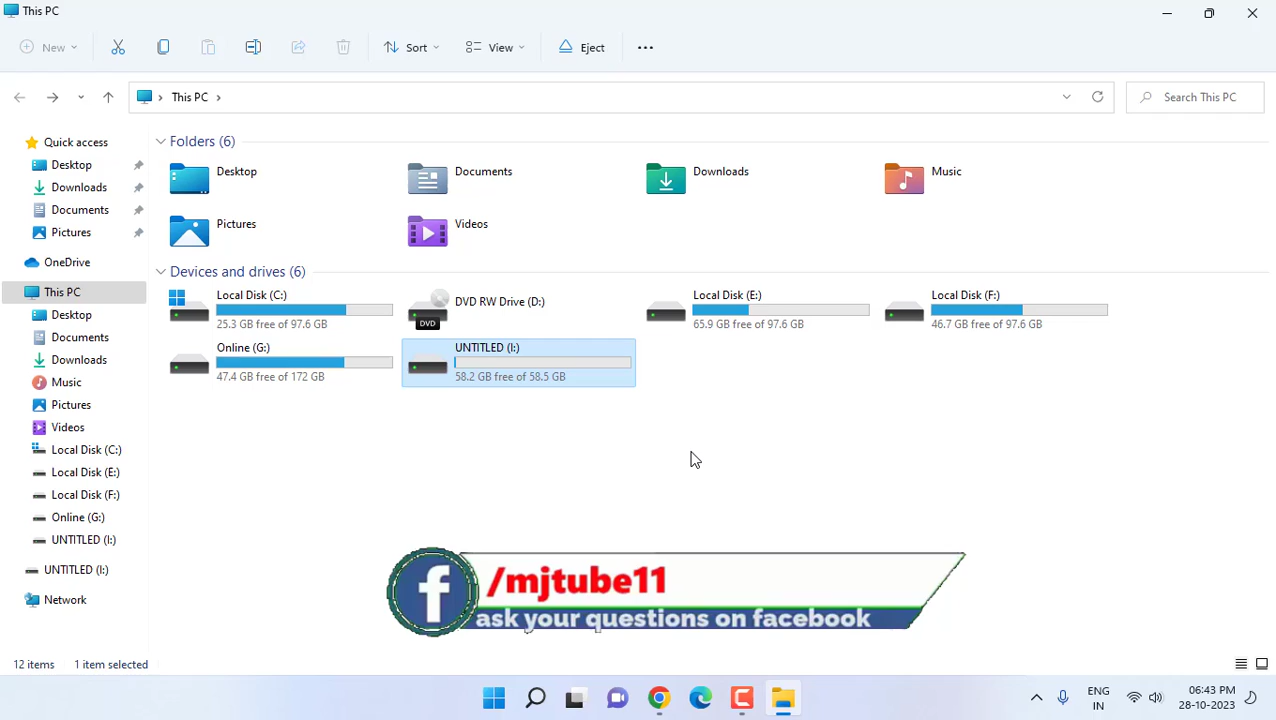 This PC
New
Sort
View
Eject
This PC
Search This PC
Quick access
Desktop
Downloads
Documents
Pictures
OneDrive
This PC
Desktop
Documents
Downloads
Music
Pictures
Videos
Local Disk (C:)
Local Disk (E:)
Local Disk (F:)
Online (G:)
UNTITLED (I:)
UNTITLED (I:)
Network
Folders (6)
Desktop
Documents
Downloads
Music
Pictures
Videos
Devices and drives (6)
Local Disk (C:)
25.3 GB free of 97.6 GB
DVD
DVD RW Drive (D:)
Local Disk (E:)
65.9 GB free of 97.6 GB
Local Disk (F:)
46.7 GB free of 97.6 GB
Online (G:)
47.4 GB free of 172 GB
UNTITLED (I:)
58.2 GB free of 58.5 GB
f
/mjtube11
ask your questions on facebook
12 items
1 item selected
ENG
IN
06:43 PM
28-10-2023